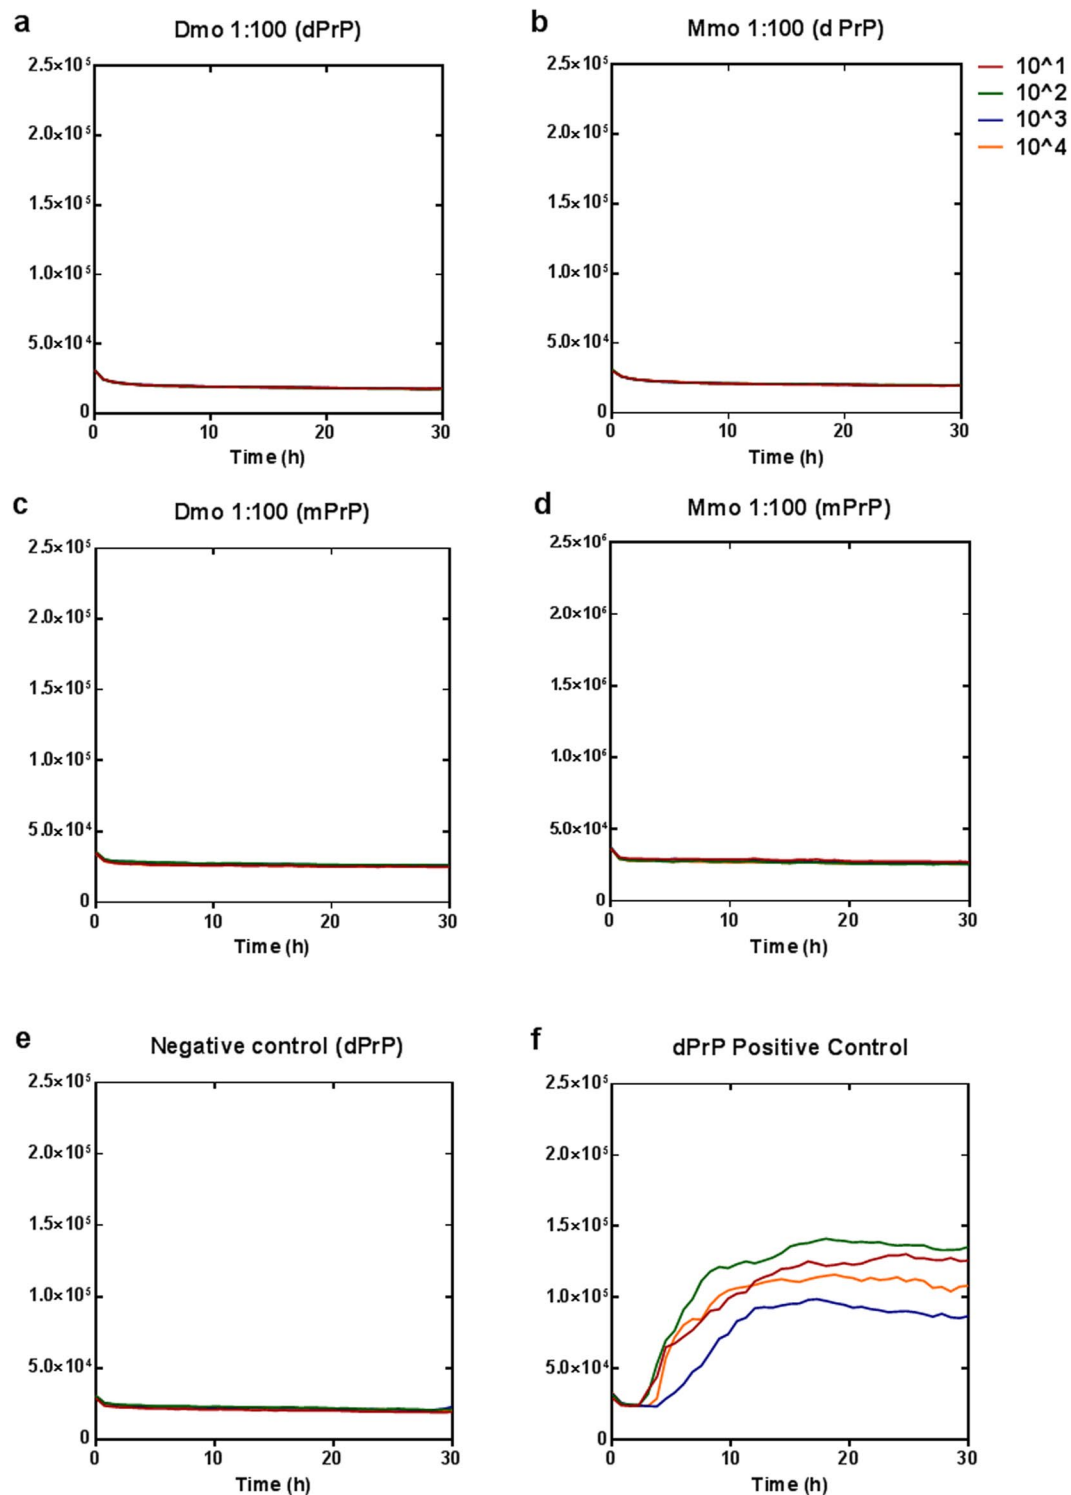 a
Dmo 1:100 (dPrP)
2.5×10⁵
2.0×10⁵
1.5×10⁵
1.0×10⁵
5.0×10⁴
0
0 10 20 30
Time (h)
b
Mmo 1:100 (d PrP)
2.5×10⁵
2.0×10⁵
1.5×10⁵
1.0×10⁵
5.0×10⁴
0
0 10 20 30
Time (h)
10^1
10^2
10^3
10^4
c
Dmo 1:100 (mPrP)
2.5×10⁵
2.0×10⁵
1.5×10⁵
1.0×10⁵
5.0×10⁴
0
0 10 20 30
Time (h)
d
Mmo 1:100 (mPrP)
2.5×10⁶
2.0×10⁶
1.5×10⁶
1.0×10⁶
5.0×10⁴
0
0 10 20 30
Time (h)
e
Negative control (dPrP)
2.5×10⁵
2.0×10⁵
1.5×10⁵
1.0×10⁵
5.0×10⁴
0
0 10 20 30
Time (h)
f
dPrP Positive Control
2.5×10⁵
2.0×10⁵
1.5×10⁵
1.0×10⁵
5.0×10⁴
0
0 10 20 30
Time (h)